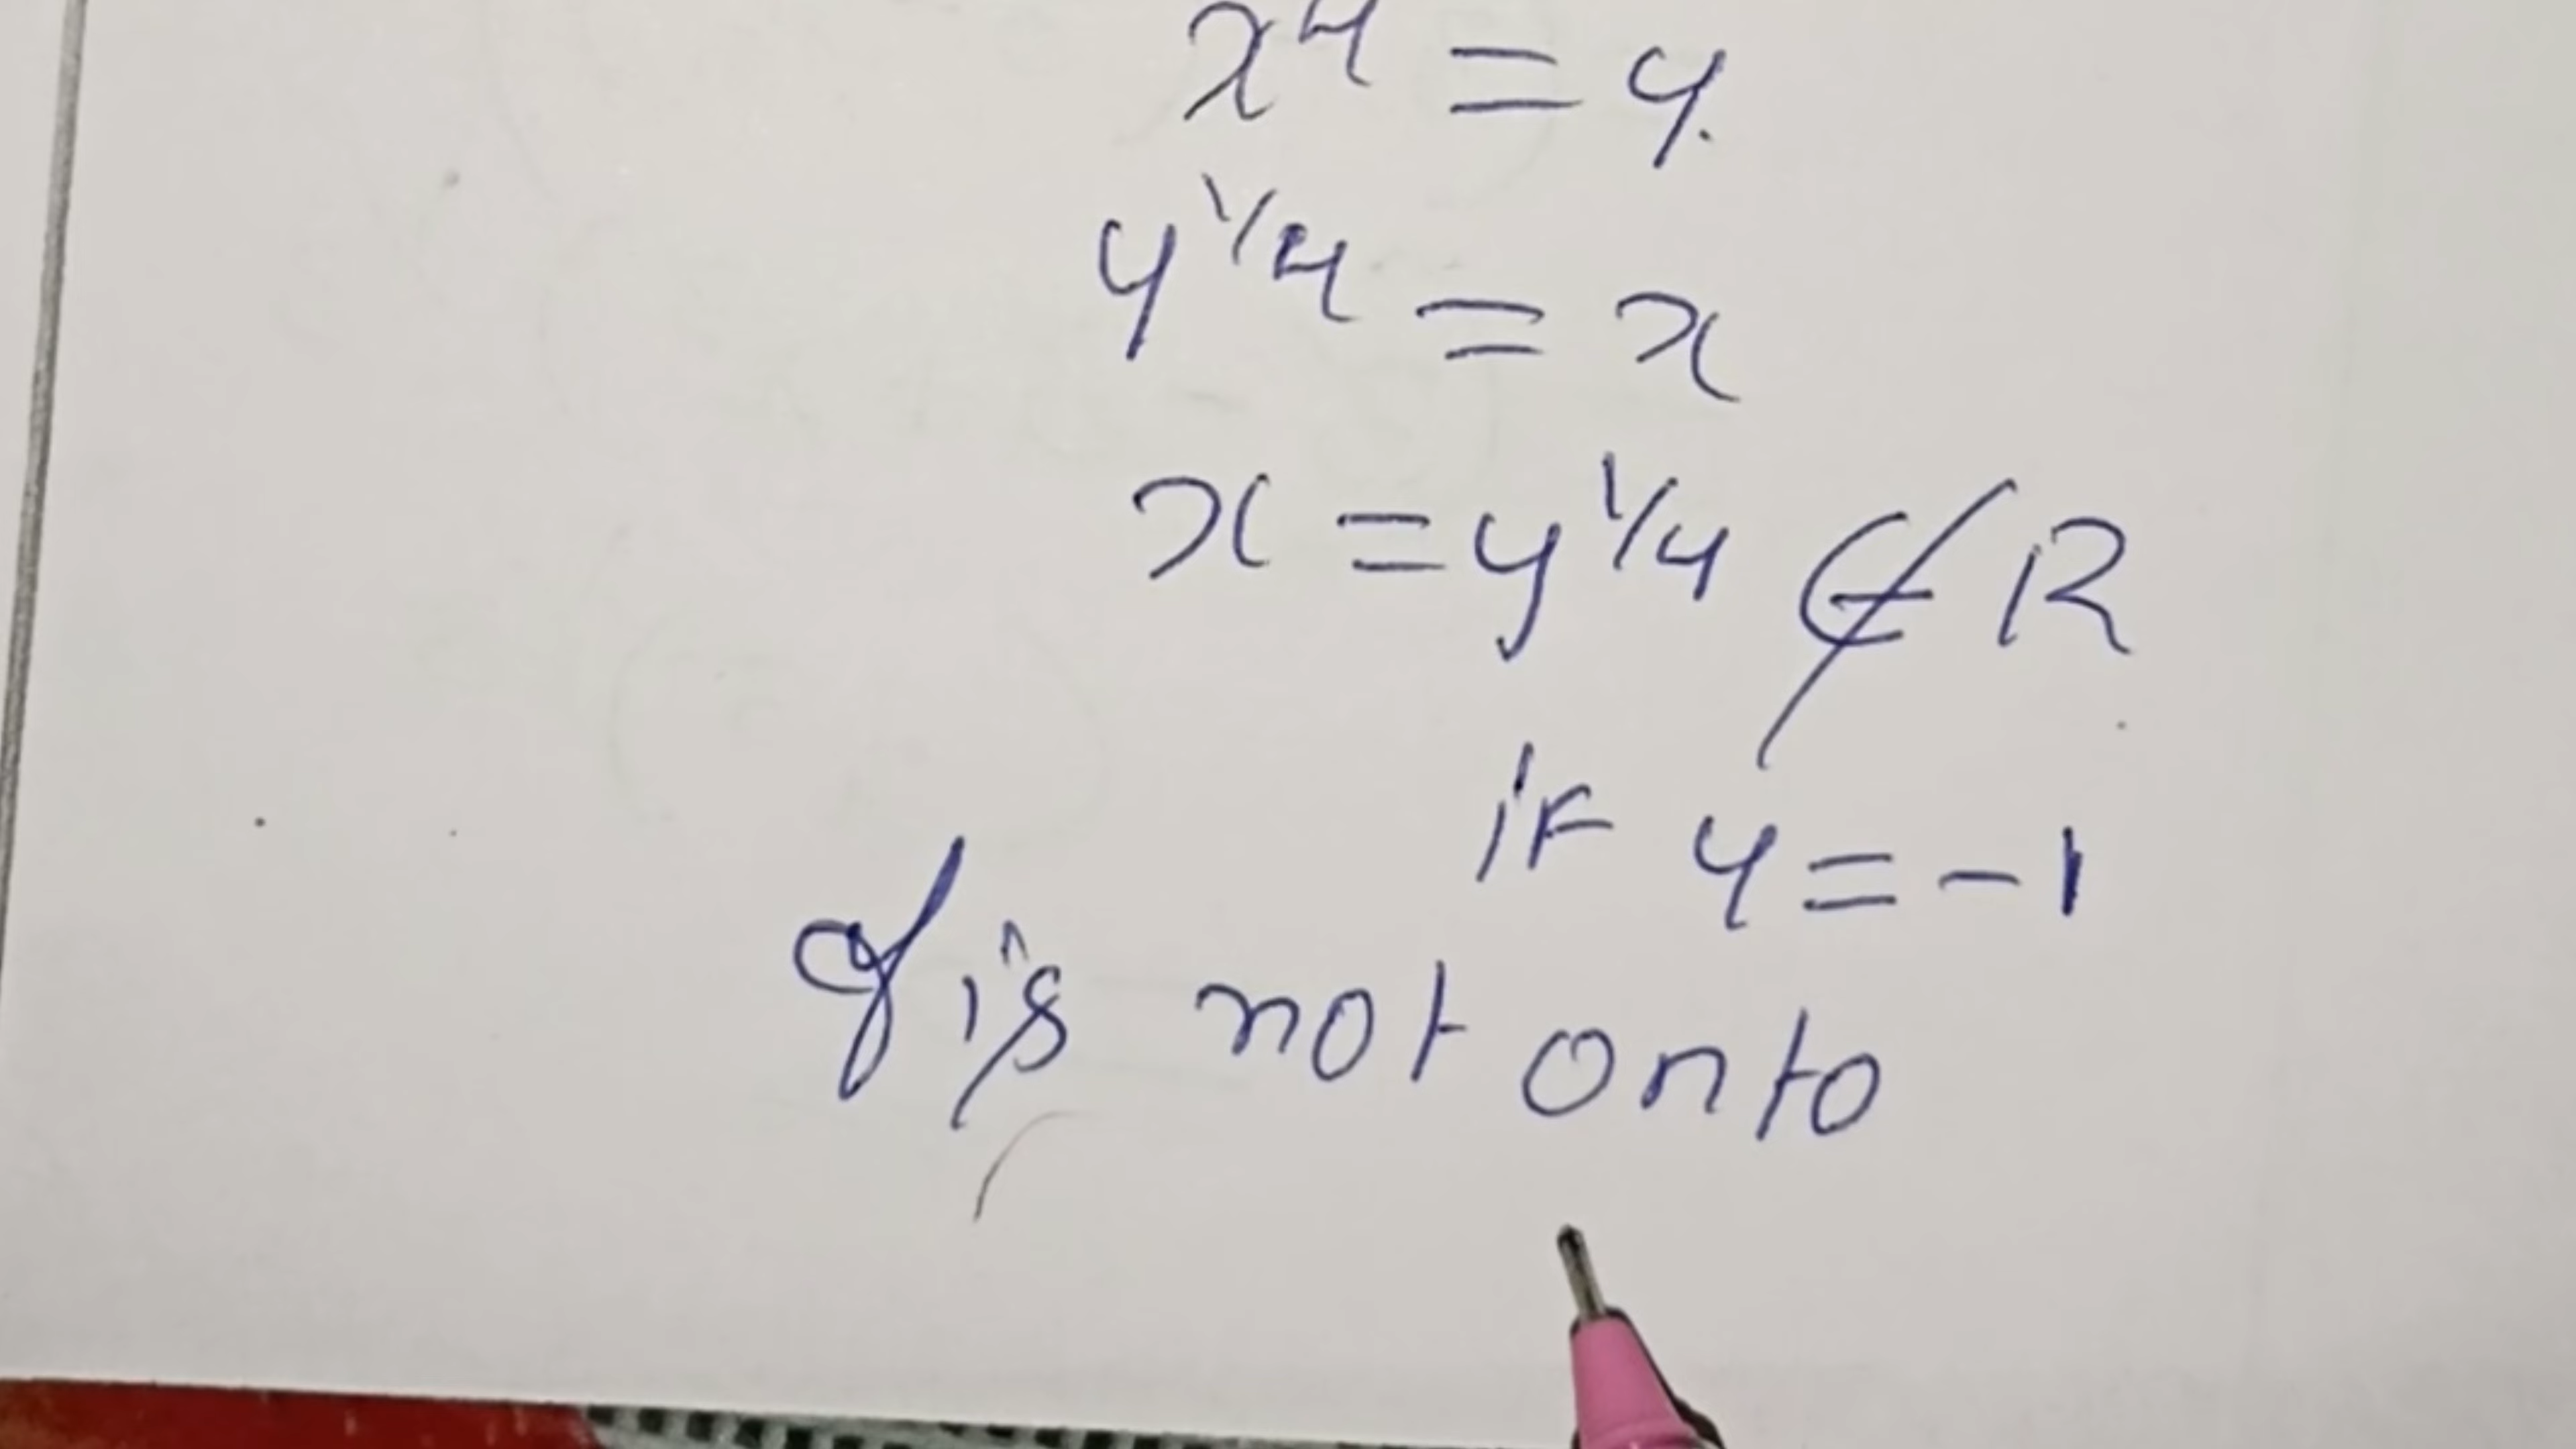 x⁴ = y.
y^1/4 = x
x = y^1/4 ∉ R
if y = -1
f is not onto